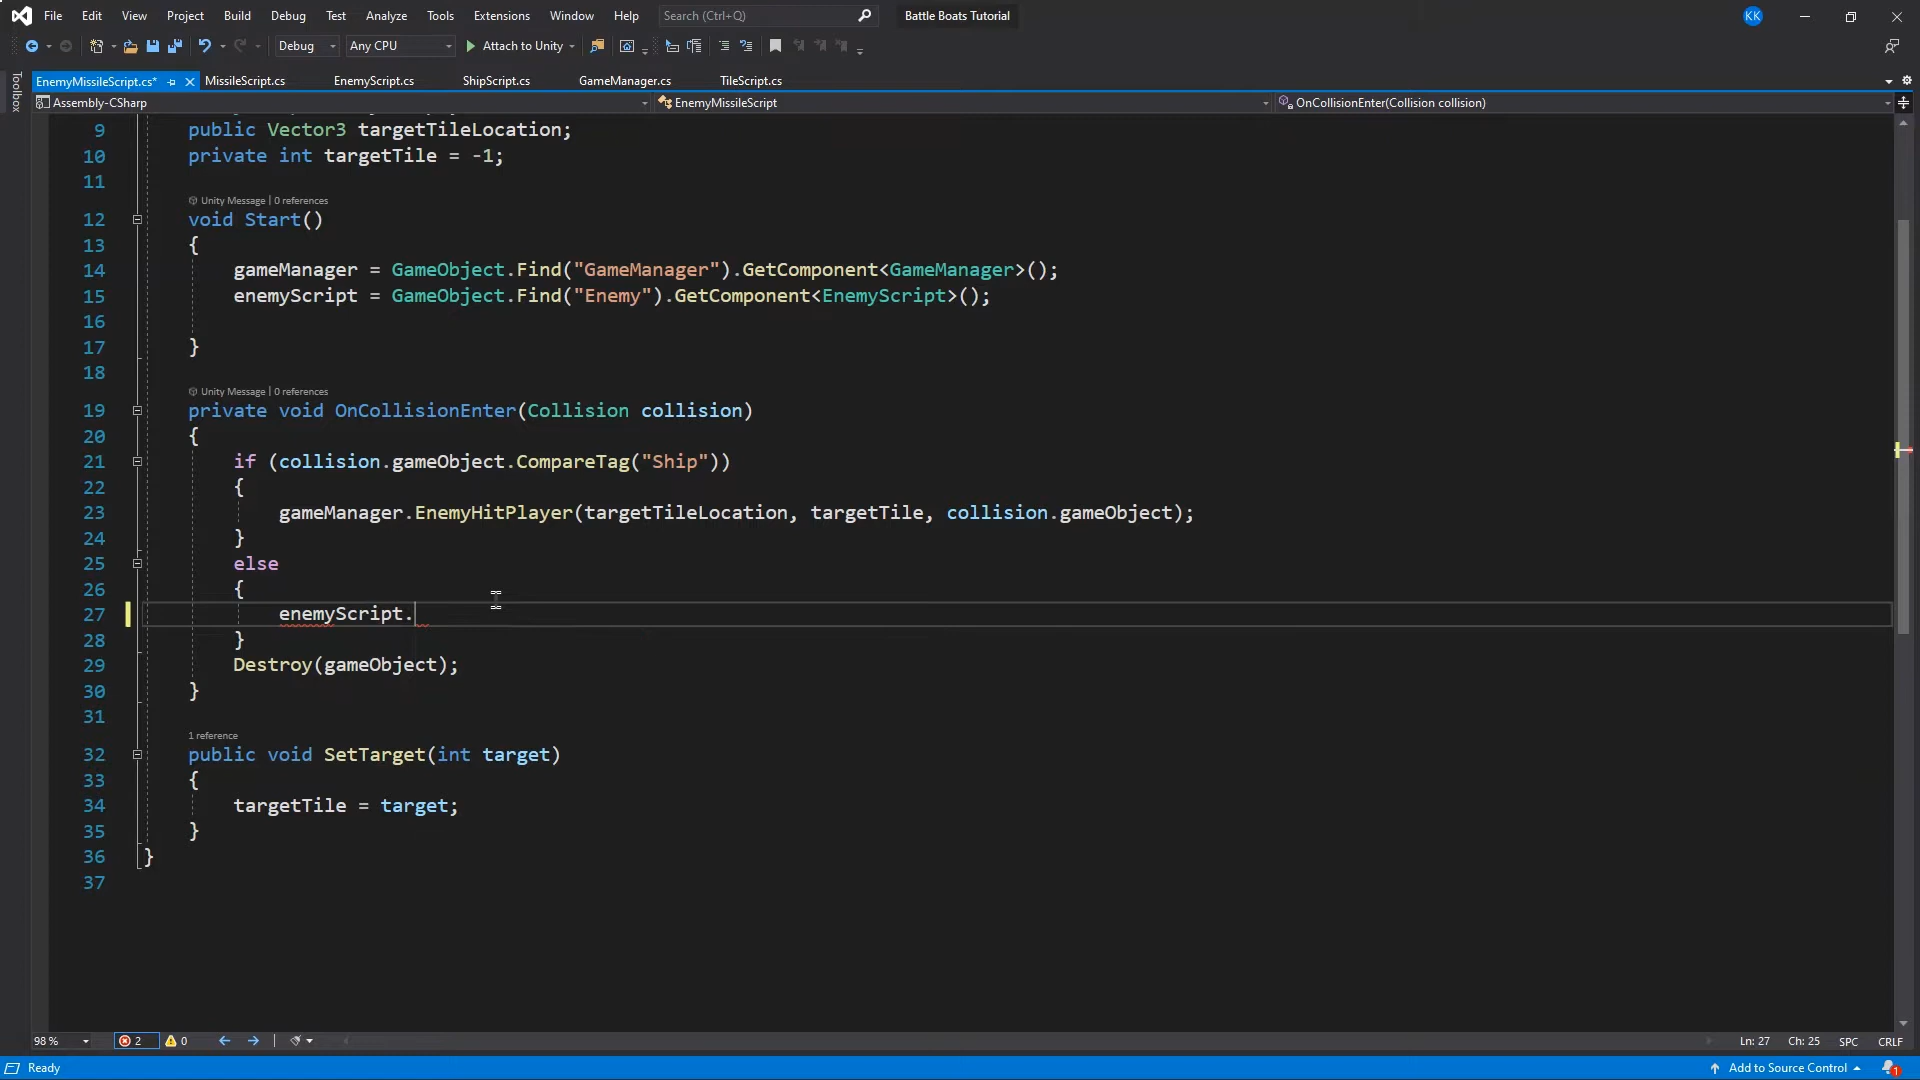 File Edit View Project Build Debug Test Analyze Tools Extensions Window Help Search (Ctrl+Q) Battle Boats Tutorial KK
Debug Any CPU Attach to Unity
EnemyMissileScript.cs* MissileScript.cs EnemyScript.cs ShipScript.cs GameManager.cs TileScript.cs
Toolbox
Assembly-CSharp EnemyMissileScript OnCollisionEnter(Collision collision)
9 public Vector3 targetTileLocation;
10 private int targetTile = -1;
11
Unity Message | 0 references
12 void Start()
13 {
14 gameManager = GameObject.Find("GameManager").GetComponent<GameManager>();
15 enemyScript = GameObject.Find("Enemy").GetComponent<EnemyScript>();
16
17 }
18
Unity Message | 0 references
19 private void OnCollisionEnter(Collision collision)
20 {
21 if (collision.gameObject.CompareTag("Ship"))
22 {
23 gameManager.EnemyHitPlayer(targetTileLocation, targetTile, collision.gameObject);
24 }
25 else
26 {
27 enemyScript.
28 }
29 Destroy(gameObject);
30 }
31
1 reference
32 public void SetTarget(int target)
33 {
34 targetTile = target;
35 }
36 }
37
98 % 2 0 Ln: 27 Ch: 25 SPC CRLF
Ready Add to Source Control 1